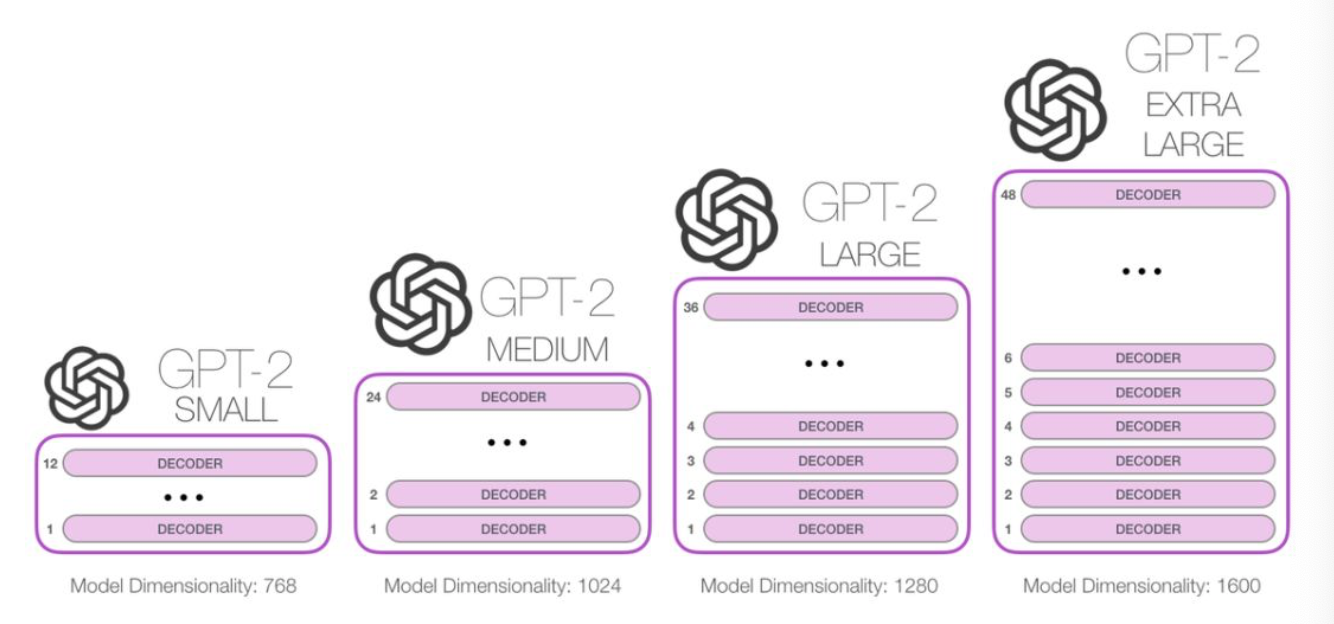 GPT-2
SMALL
12 DECODER
...
1 DECODER
Model Dimensionality: 768
GPT-2
MEDIUM
24 DECODER
...
2 DECODER
1 DECODER
Model Dimensionality: 1024
GPT-2
LARGE
36 DECODER
...
4 DECODER
3 DECODER
2 DECODER
1 DECODER
Model Dimensionality: 1280
GPT-2
EXTRA
LARGE
48 DECODER
...
6 DECODER
5 DECODER
4 DECODER
3 DECODER
2 DECODER
1 DECODER
Model Dimensionality: 1600